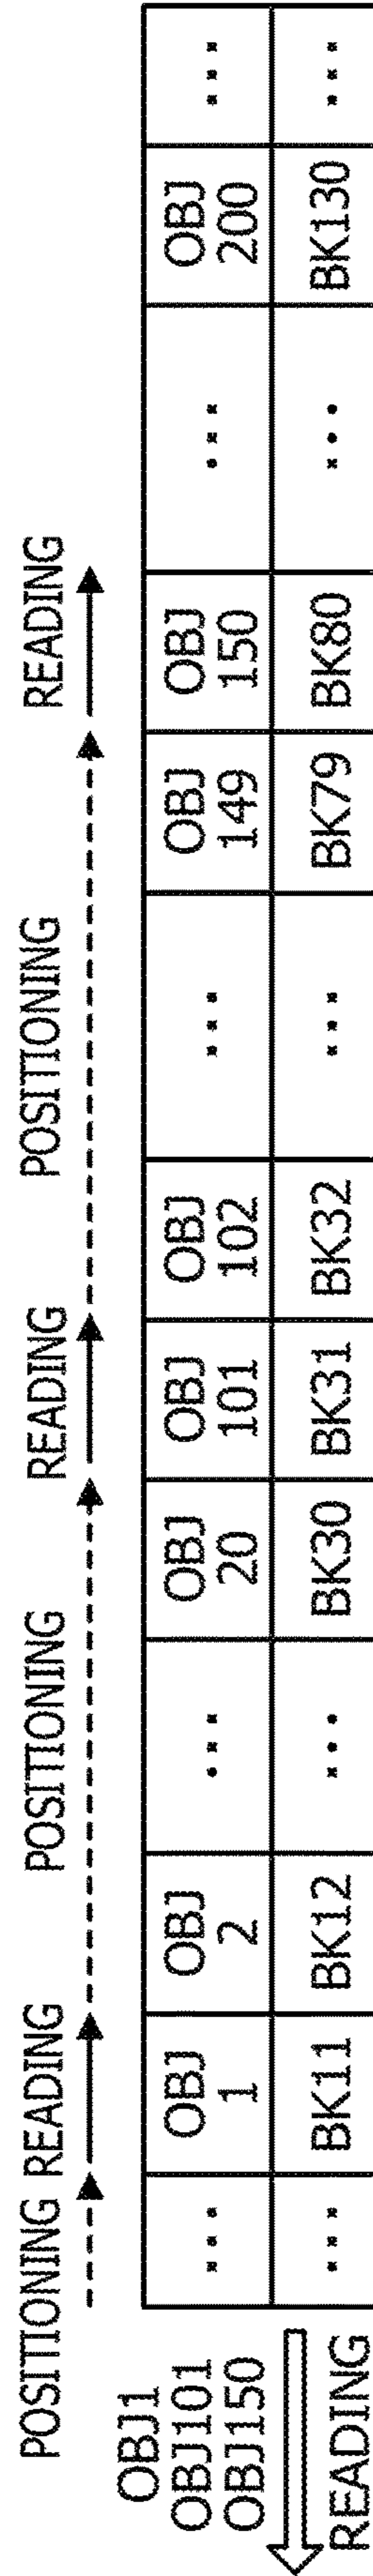 POSITIONING READING POSITIONING READING POSITIONING READING
OBJ1
OBJ101
OBJ150
READING
... OBJ 1 OBJ 2 ... OBJ 20 OBJ 101 OBJ 102 ... OBJ 149 OBJ 150 ... OBJ 200 ...
... BK11 BK12 ... BK30 BK31 BK32 ... BK79 BK80 ... BK130 ...